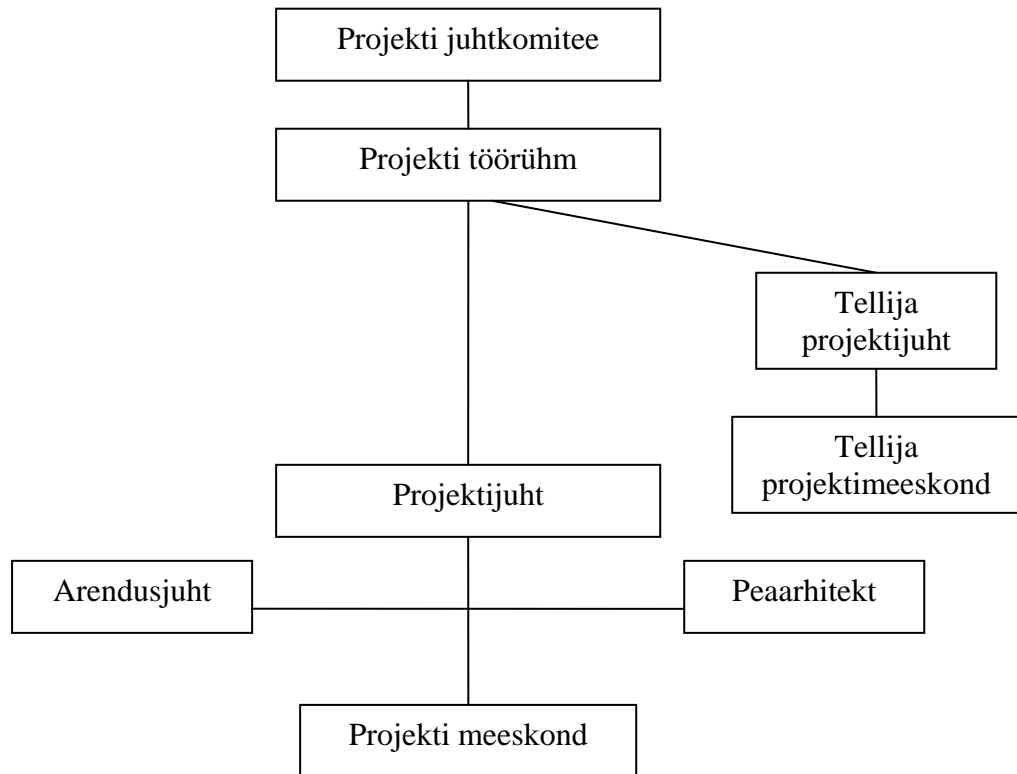 Projekti juhtkomitee
Projekti töörühm
Tellija
projektijuht
Tellija
projektimeeskond
Projektijuht
Arendusjuht
Peaarhitekt
Projekti meeskond